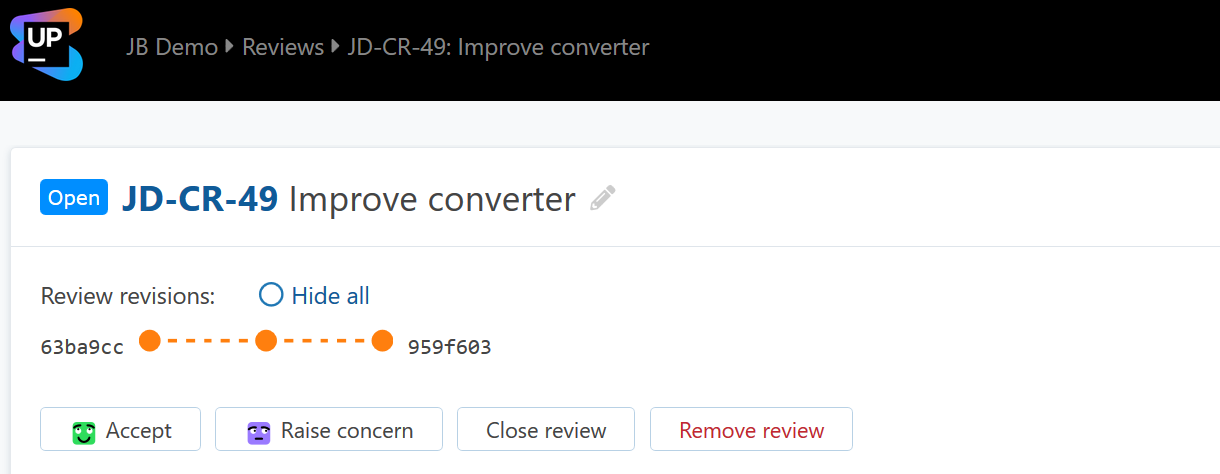 UP
JB Demo Reviews JD-CR-49: Improve converter
Open JD-CR-49 Improve converter
Review revisions: Hide all
63ba9cc 959f603
Accept Raise concern Close review Remove review